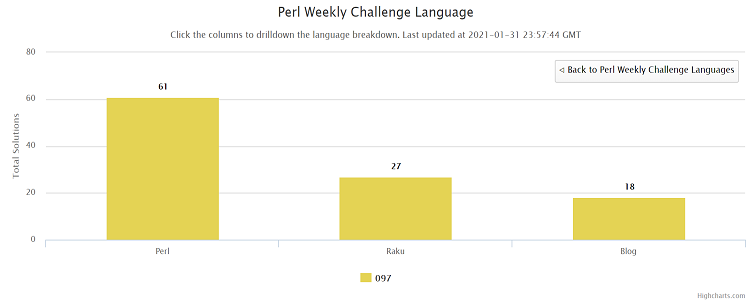 Perl Weekly Challenge Language
Click the columns to drilldown the language breakdown. Last updated at 2021-01-31 23:57:44 GMT
◁ Back to Perl Weekly Challenge Languages
Total Solutions
80
60
40
20
0
61
27
18
Perl
Raku
Blog
097
Highcharts.com